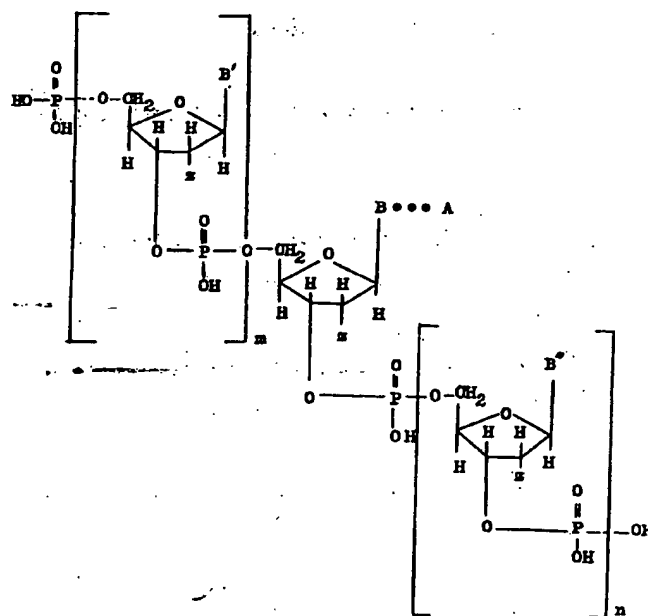 B'
O
HO P O CH2 O
OH H H
H H
z
B ••• A
O
O P O CH2 O
OH H H
H H
z m
B"
O
O P O CH2
O
OH H H
H H
z
O
O P OH
OH
n